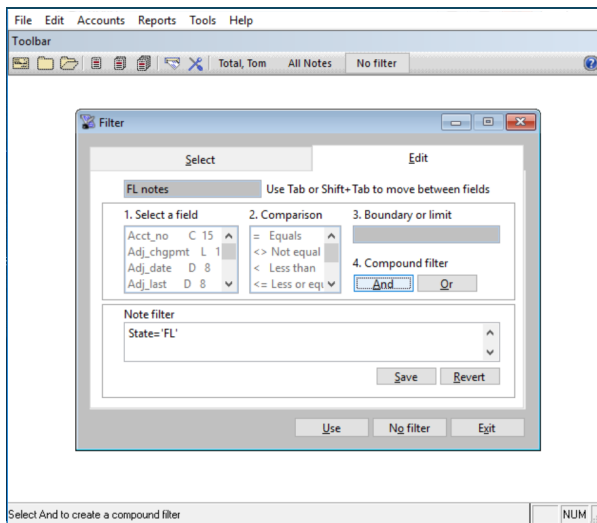 File Edit Accounts Reports Tools Help
Toolbar
Total, Tom All Notes No filter
Filter
Select Edit
FL notes Use Tab or Shift+Tab to move between fields
1. Select a field 2. Comparison 3. Boundary or limit
Acct_no C 15 = Equals
Adj_chgpmt L 1 <> Not equal
Adj_date D 8 < Less than 4. Compound filter
Adj_last D 8 <= Less or equ And Or
Note filter
State='FL'
Save Revert
Use No filter Exit
Select And to create a compound filter NUM